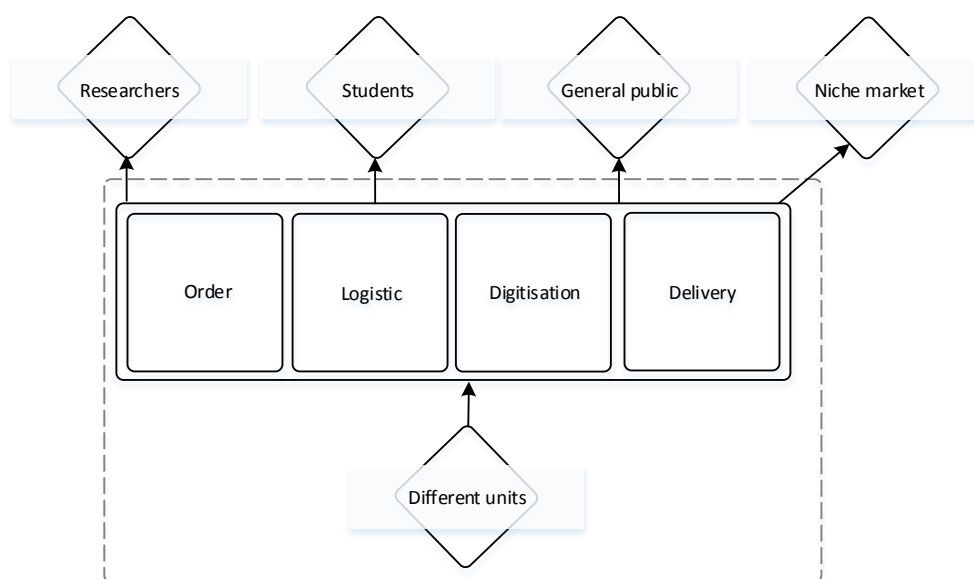 Researchers
Students
General public
Niche market
Order
Logistic
Digitisation
Delivery
Different units